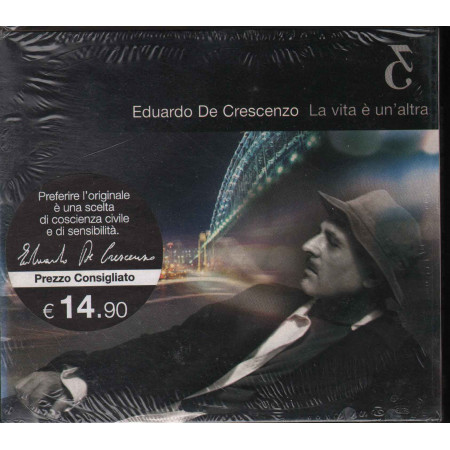 Eduardo De Crescenzo La vita è un'altra
Preferire l'originale
è una scelta
di coscienza civile
e di sensibilità.
Eduardo De Crescenzo
Prezzo Consigliato
€ 14.90